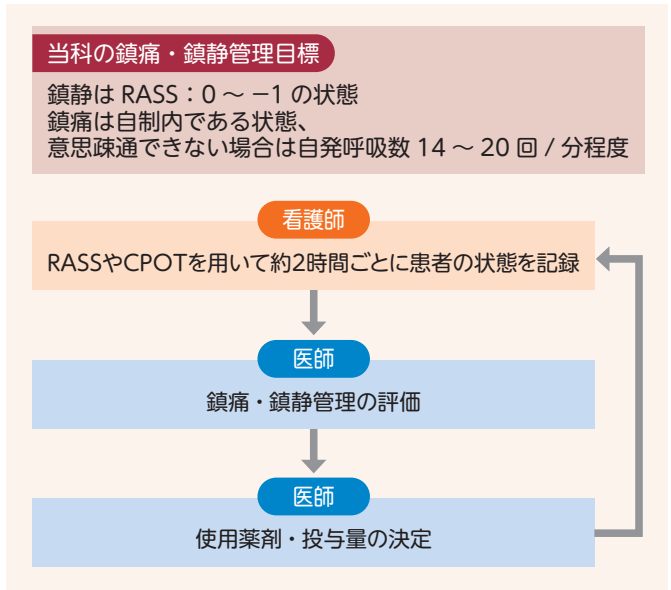 当科の鎮痛・鎮静管理目標
鎮静は RASS：0 ～ −1 の状態
鎮痛は自制内である状態、
意思疎通できない場合は自発呼吸数 14 ～ 20 回 / 分程度
看護師
RASSやCPOTを用いて約2時間ごとに患者の状態を記録
医師
鎮痛・鎮静管理の評価
医師
使用薬剤・投与量の決定